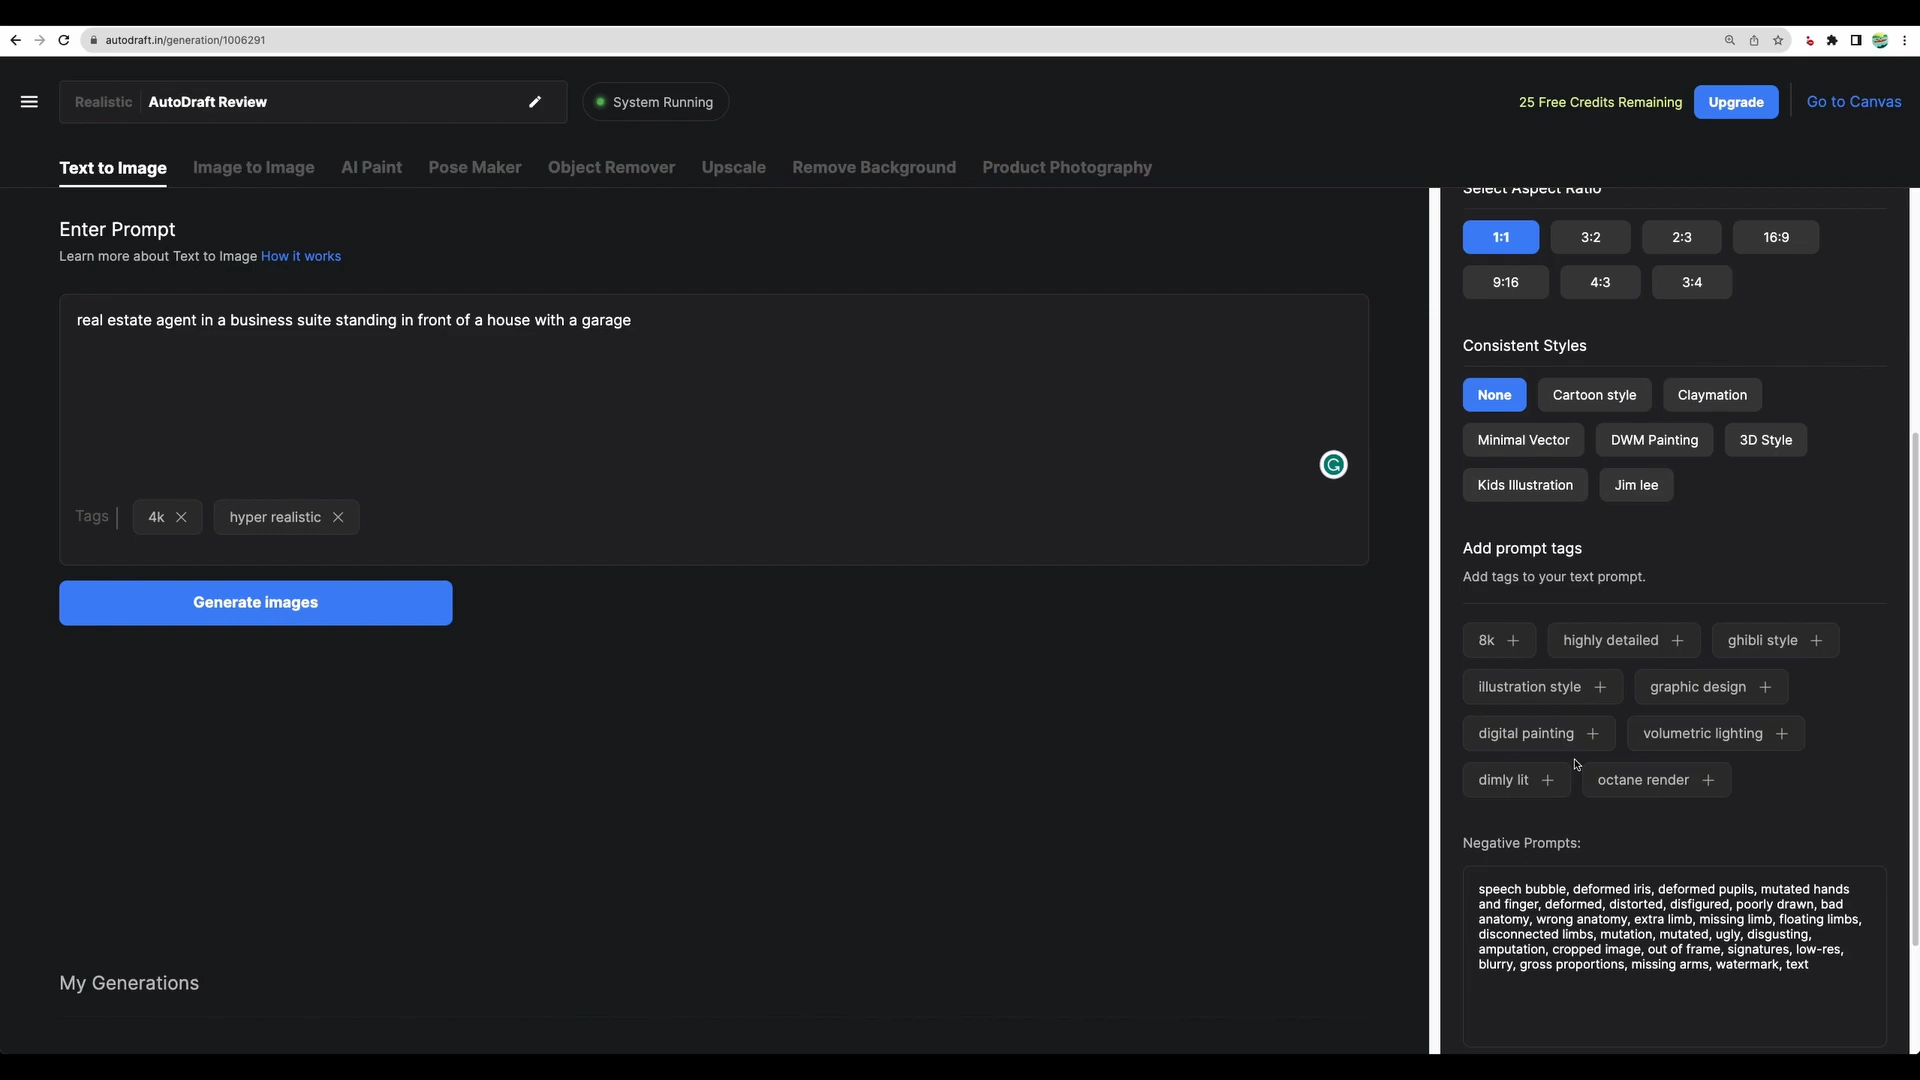 autodraft.in/generation/1006291
Realistic AutoDraft Review
System Running
25 Free Credits Remaining
Upgrade
Go to Canvas
Text to Image
Image to Image
AI Paint
Pose Maker
Object Remover
Upscale
Remove Background
Product Photography
Enter Prompt
Learn more about Text to Image How it works
real estate agent in a business suite standing in front of a house with a garage
Tags
4k
hyper realistic
Generate images
My Generations
Select Aspect Ratio
1:1
3:2
2:3
16:9
9:16
4:3
3:4
Consistent Styles
None
Cartoon style
Claymation
Minimal Vector
DWM Painting
3D Style
Kids Illustration
Jim lee
Add prompt tags
Add tags to your text prompt.
8k
highly detailed
ghibli style
illustration style
graphic design
digital painting
volumetric lighting
dimly lit
octane render
Negative Prompts:
speech bubble, deformed iris, deformed pupils, mutated hands
and finger, deformed, distorted, disfigured, poorly drawn, bad
anatomy, wrong anatomy, extra limb, missing limb, floating limbs,
disconnected limbs, mutation, mutated, ugly, disgusting,
amputation, cropped image, out of frame, signatures, low-res,
blurry, gross proportions, missing arms, watermark, text